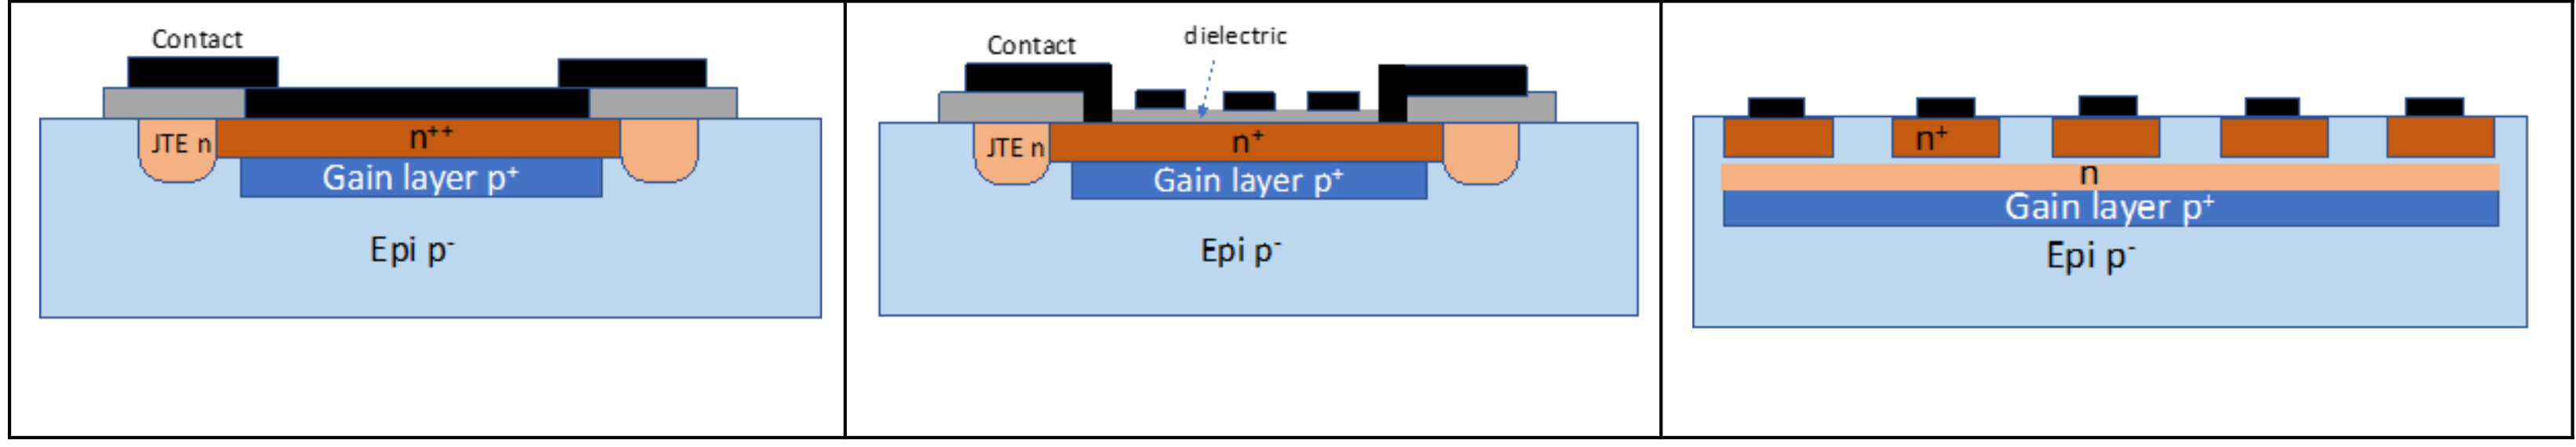 Contact
JTE n
n⁺⁺
Gain layer p⁺
Epi p⁻
Contact
dielectric
JTE n
n⁺
Gain layer p⁺
Epi p⁻
n⁺
n
Gain layer p⁺
Epi p⁻